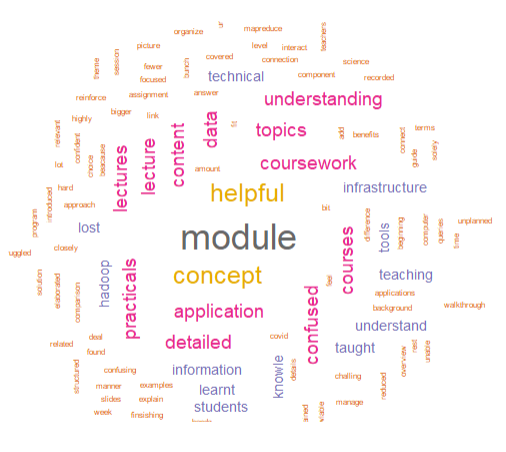 ur
mapreduce
organize
teachers
picture
level
interact
theme
session
fewer
bunch
covered
connection
science
technical
focused
component
recorded
reinforce
assignment
answer
understanding
bigger
link
highly
data
fit
topics
add
benefits
connect
terms
relevant
confident
lectures
lecture
content
guide
lot
choice
beacause
coursework
amount
hard
helpful
infrastructure
introduced
approach
bit
program
lost
difference
tools
beginning
computer
queries
time
unplanned
module
closely
courses
uggled
solution
elaborated
comparison
hadoop
practicals
concept
feel
teaching
applications
background
walkthrough
application
confused
understand
related
deal
detailed
found
covid
taught
overview
rest
unable
structured
confusing
information
knowle
details
challing
reduced
manner
examples
learnt
slides
explain
students
manage
week
finsishing
ained